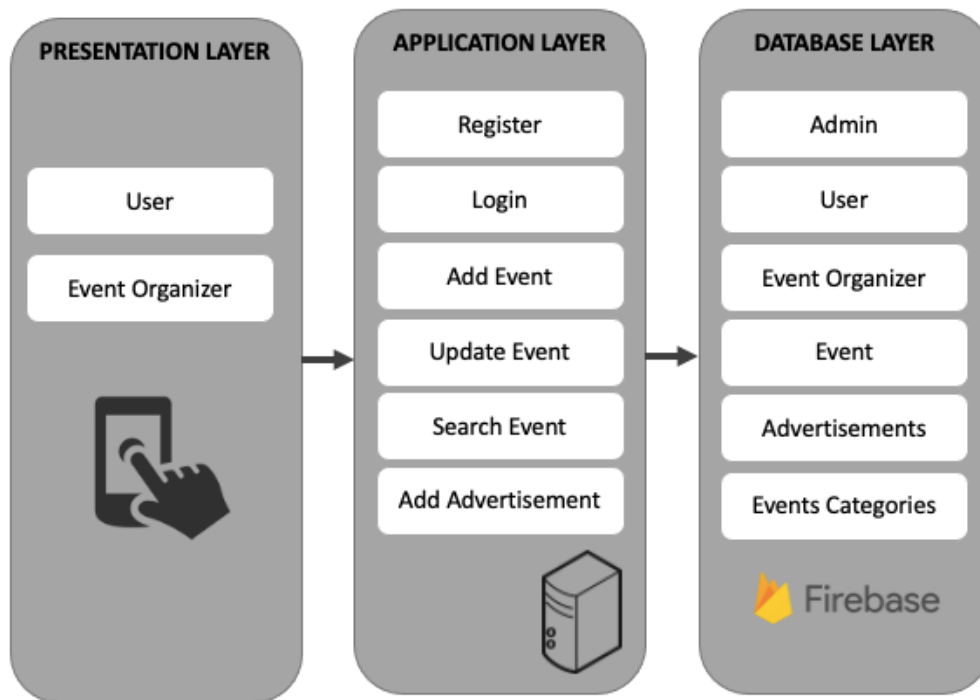 PRESENTATION LAYER
User
Event Organizer
APPLICATION LAYER
Register
Login
Add Event
Update Event
Search Event
Add Advertisement
DATABASE LAYER
Admin
User
Event Organizer
Event
Advertisements
Events Categories
Firebase